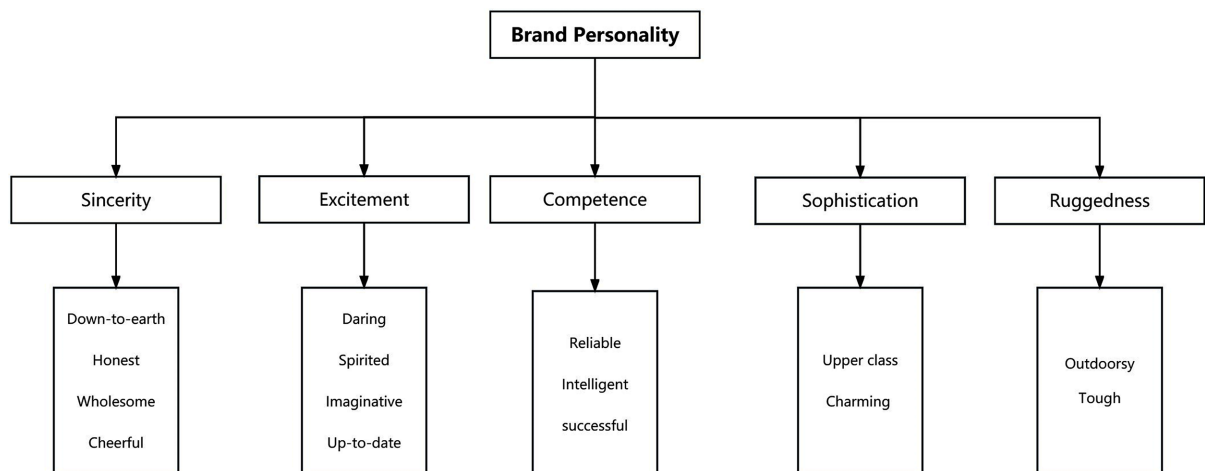 Brand Personality
Sincerity
Excitement
Competence
Sophistication
Ruggedness
Down-to-earth
Honest
Wholesome
Cheerful
Daring
Spirited
Imaginative
Up-to-date
Reliable
Intelligent
successful
Upper class
Charming
Outdoorsy
Tough